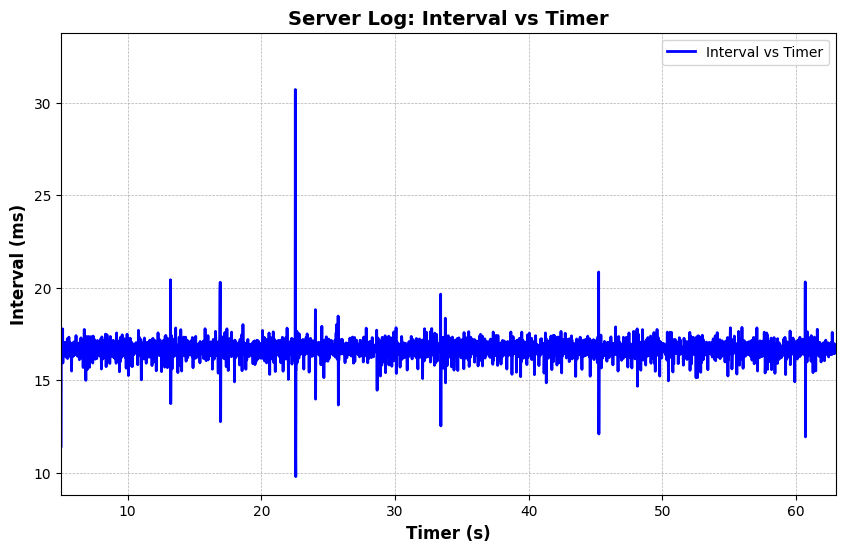 Server Log: Interval vs Timer
Interval vs Timer
Interval (ms)
30
25
20
15
10
10 20 30 40 50 60
Timer (s)